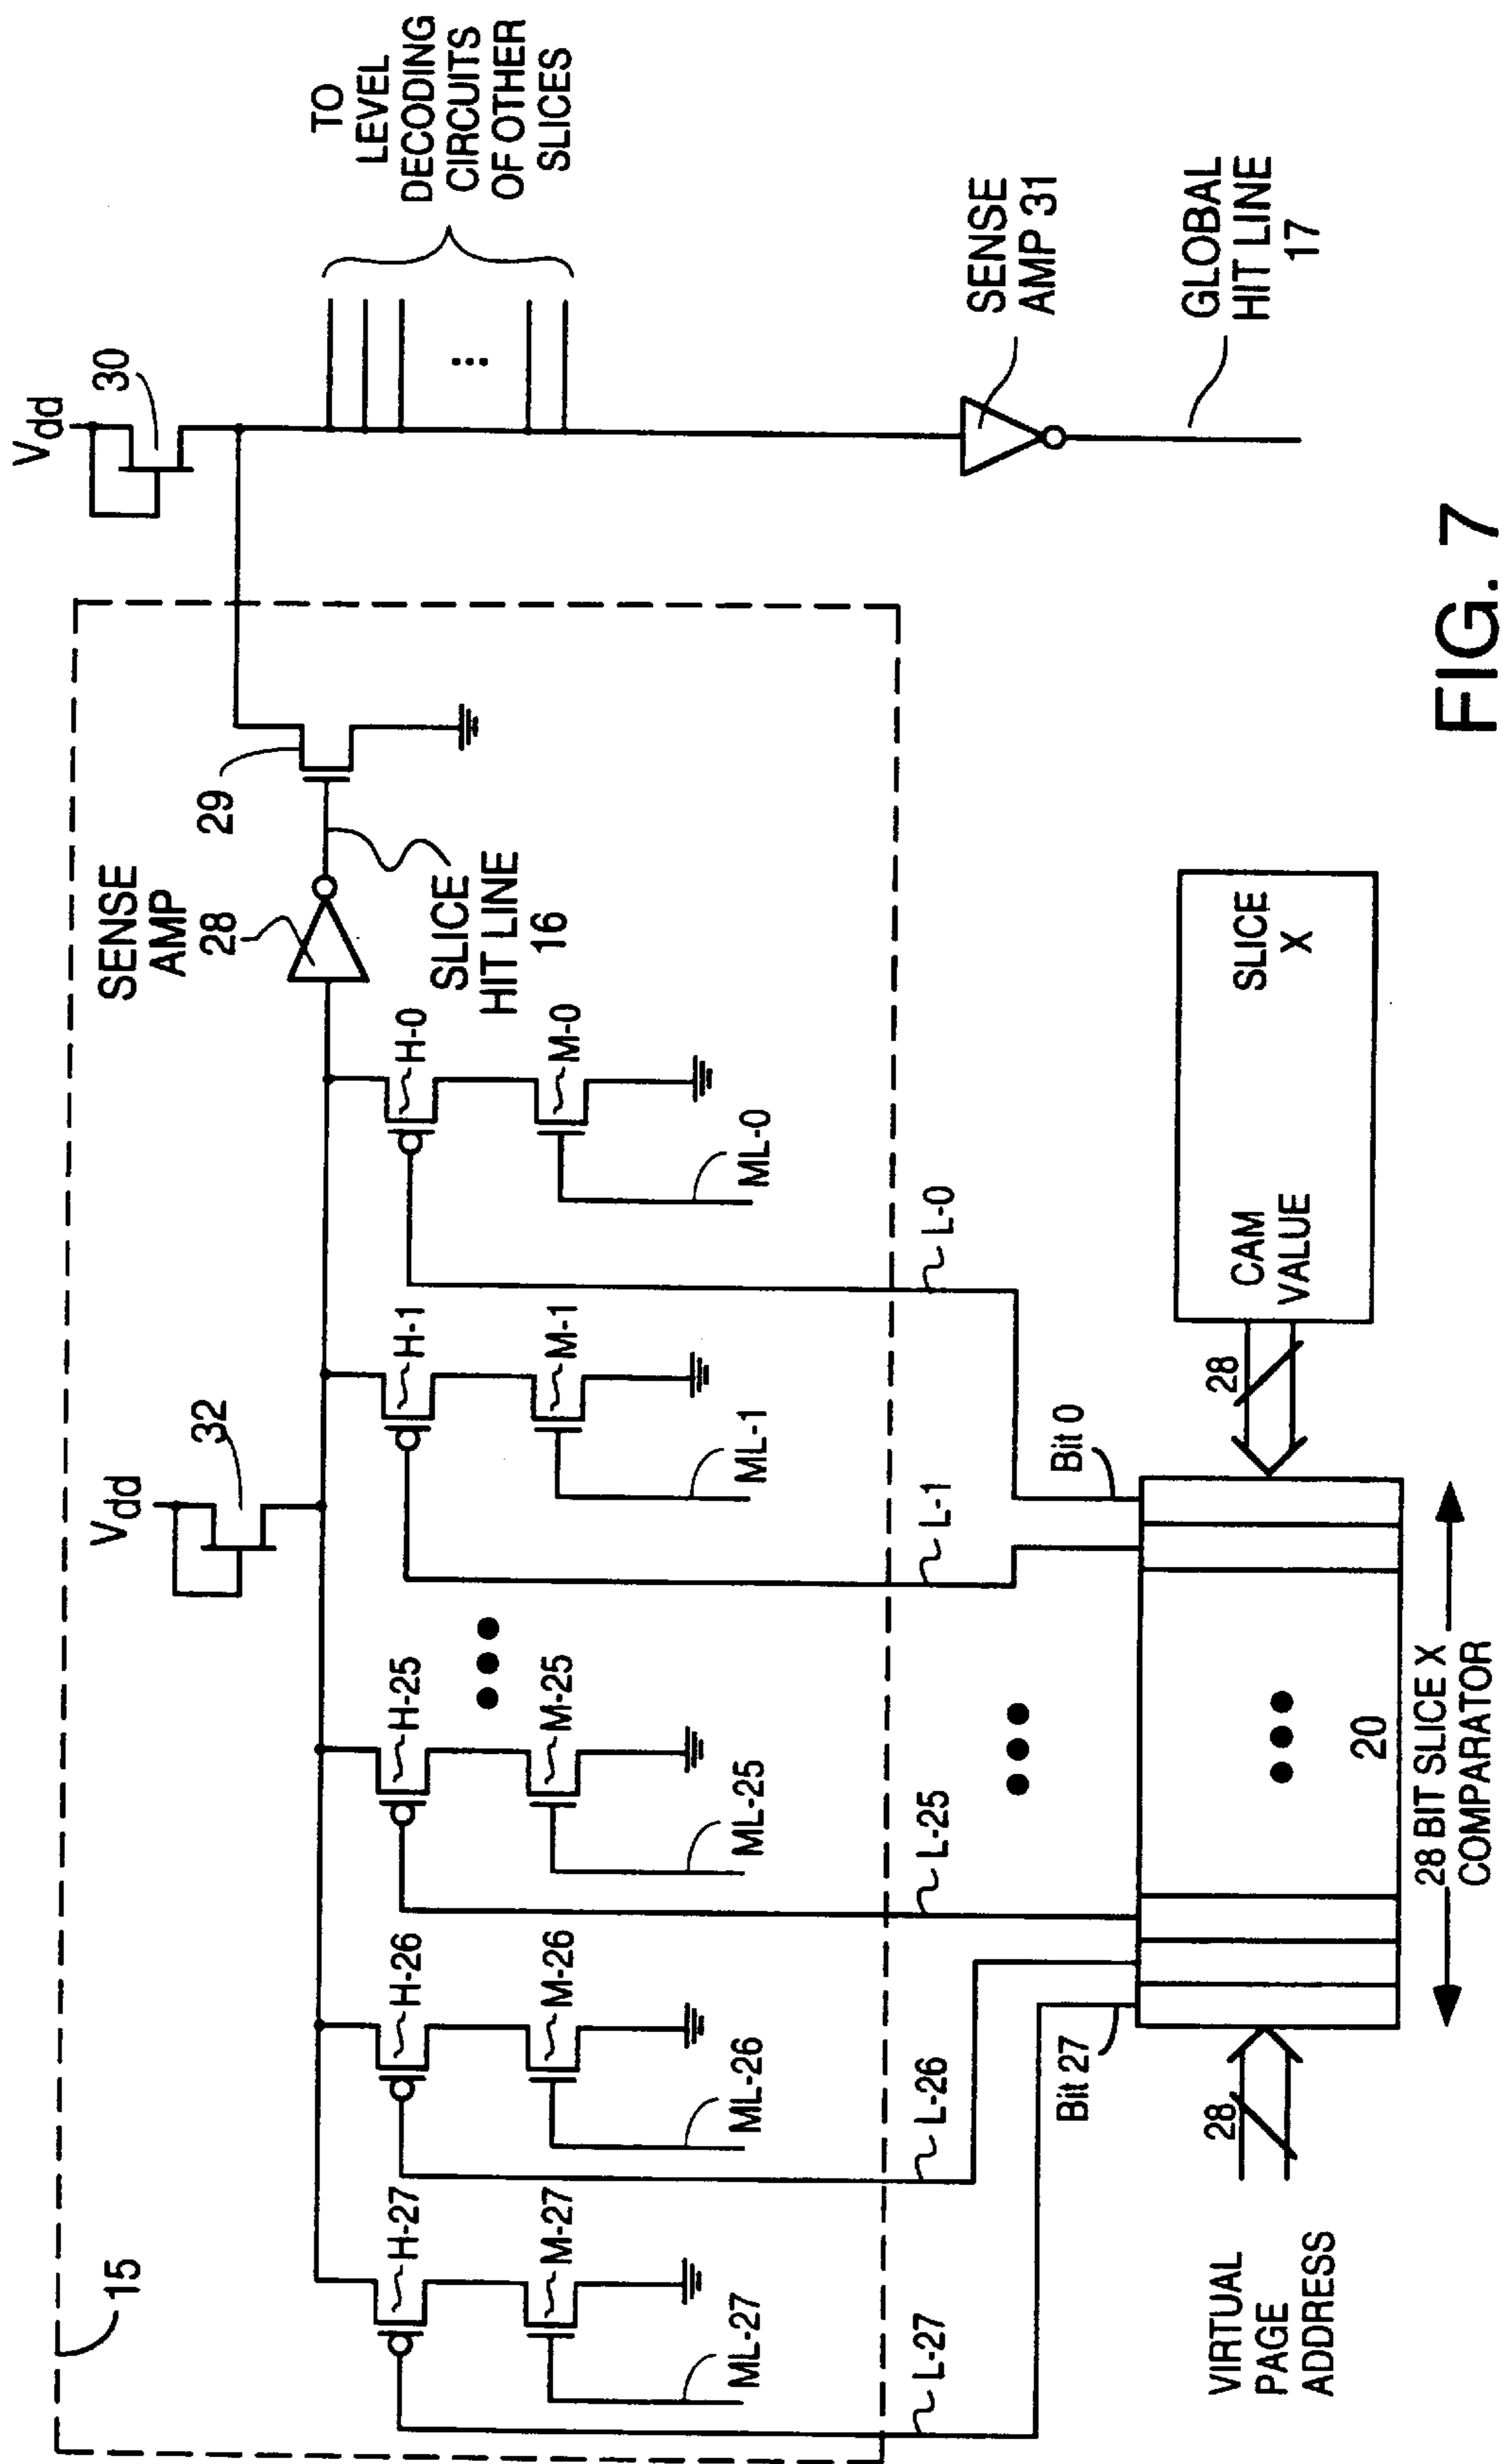 15
SENSE
AMP
28
29
SLICE
HIT LINE
16
Vdd
32
Vdd
30
TO
LEVEL
DECODING
CIRCUITS
OF OTHER
SLICES
SENSE
AMP 31
GLOBAL
HIT LINE
17
H-27
M-27
ML-27
H-26
M-26
ML-26
H-25
M-25
ML-25
H-1
M-1
ML-1
H-0
M-0
ML-0
L-27
L-26
L-25
L-1
L-0
Bit 27
Bit 0
VIRTUAL
PAGE
ADDRESS
28
20
28 BIT SLICE X
COMPARATOR
28
CAM
VALUE
SLICE
X
FIG. 7